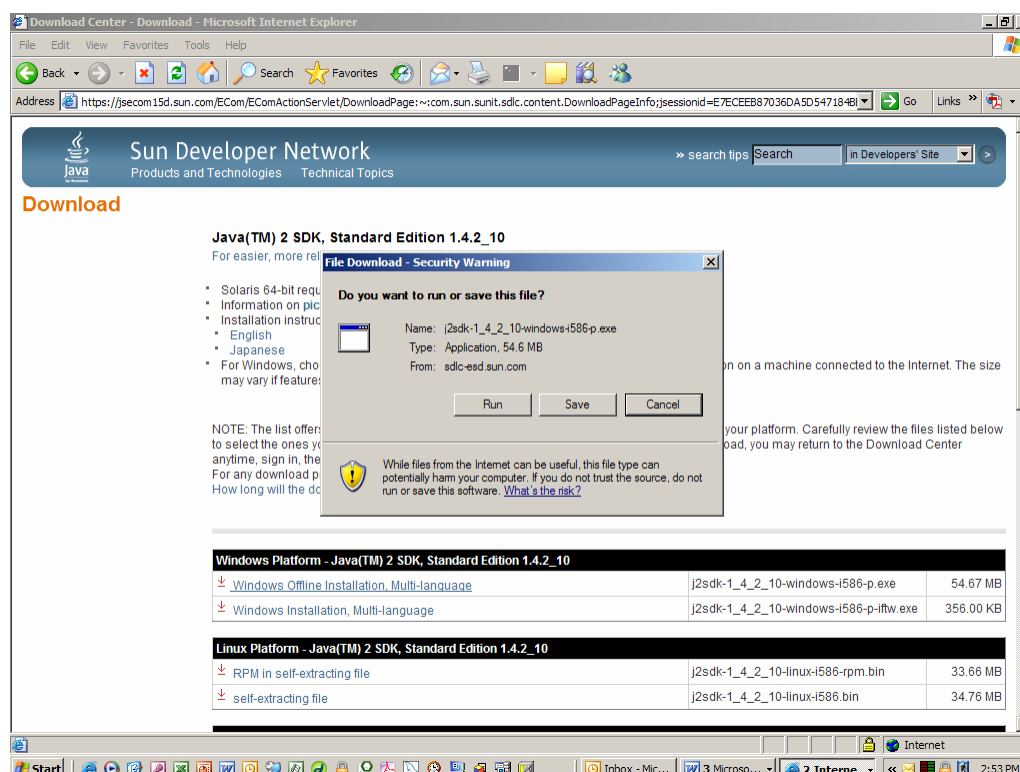 Download Center - Download - Microsoft Internet Explorer
File Edit View Favorites Tools Help
Back Search Favorites
Address https://jsecom15d.sun.com/ECom/EComActionServlet/DownloadPage:~:com.sun.sunit.sdlc.content.DownloadPageInfo;jsessionid=E7ECEEB87036DA5D547184B Go Links »
Java Sun Developer Network
Products and Technologies Technical Topics
» search tips Search in Developers' Site >
Download
Java(TM) 2 SDK, Standard Edition 1.4.2_10
For easier, more rel
Solaris 64-bit requ
Information on pic
Installation instruc
English
Japanese
For Windows, cho on on a machine connected to the Internet. The size
may vary if feature
NOTE: The list offer your platform. Carefully review the files listed below
to select the ones yo oad, you may return to the Download Center
anytime, sign in, the
For any download p
How long will the do
File Download - Security Warning
Do you want to run or save this file?
Name: j2sdk-1_4_2_10-windows-i586-p.exe
Type: Application, 54.6 MB
From: sdlc-esd.sun.com
Run Save Cancel
While files from the Internet can be useful, this file type can
potentially harm your computer. If you do not trust the source, do not
run or save this software. What's the risk?
Windows Platform - Java(TM) 2 SDK, Standard Edition 1.4.2_10
Windows Offline Installation, Multi-language j2sdk-1_4_2_10-windows-i586-p.exe 54.67 MB
Windows Installation, Multi-language j2sdk-1_4_2_10-windows-i586-p-iftw.exe 356.00 KB
Linux Platform - Java(TM) 2 SDK, Standard Edition 1.4.2_10
RPM in self-extracting file j2sdk-1_4_2_10-linux-i586-rpm.bin 33.66 MB
self-extracting file j2sdk-1_4_2_10-linux-i586.bin 34.76 MB
Internet
Start Inbox - Mic... 3 Microso... 2 Interne « 2:53 PM